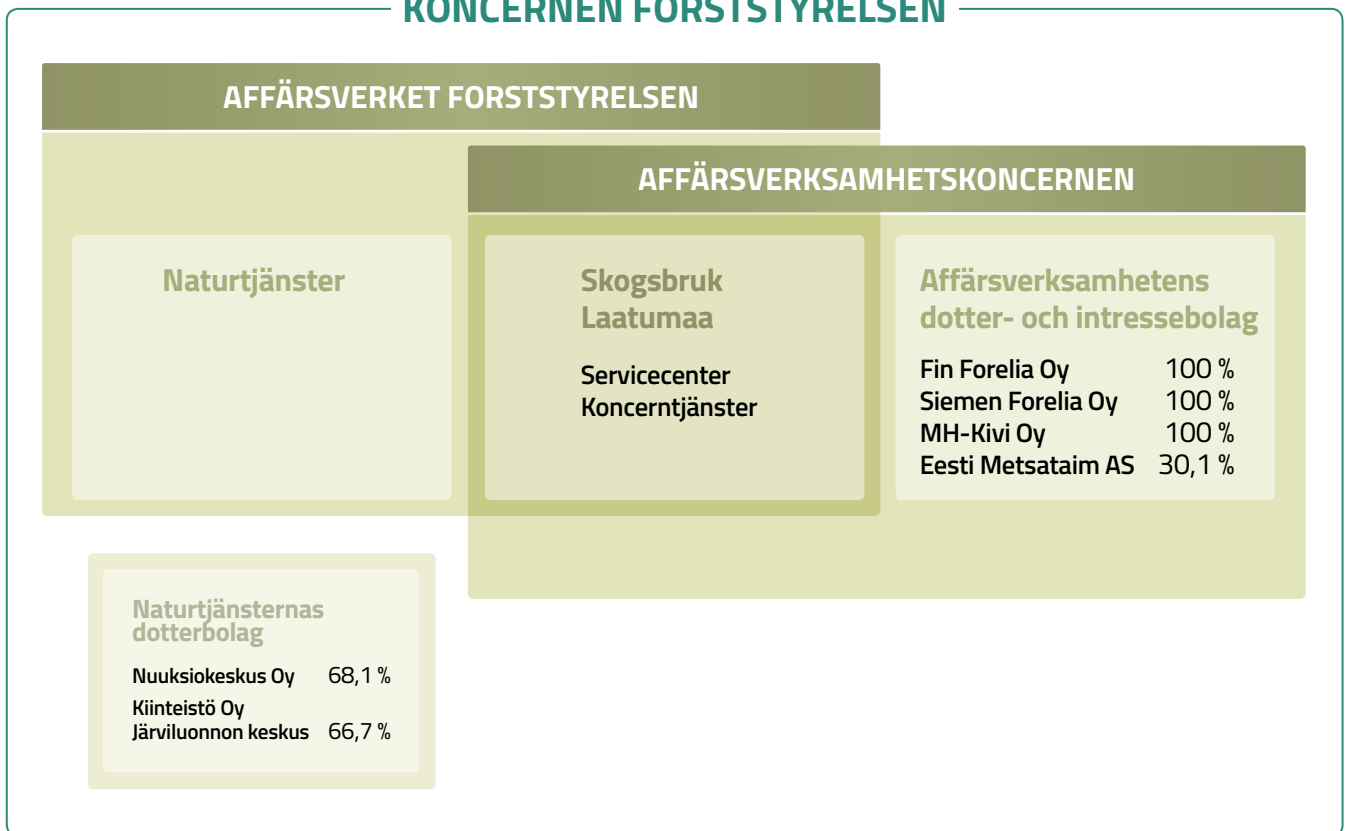 KONCERNEN FORSTSTYRELSEN
AFFÄRSVERKET FORSTSTYRELSEN
AFFÄRSVERKSAMHETSKONCERNEN
Naturtjänster
Skogsbruk
Laatumaa
Servicecenter
Koncerntjänster
Affärsverksamhetens
dotter- och intressebolag
Fin Forelia Oy 100 %
Siemen Forelia Oy 100 %
MH-Kivi Oy 100 %
Eesti Metsataim AS 30,1 %
Naturtjänsternas
dotterbolag
Nuuksiokeskus Oy 68,1 %
Kiinteistö Oy
Järviluonnon keskus 66,7 %